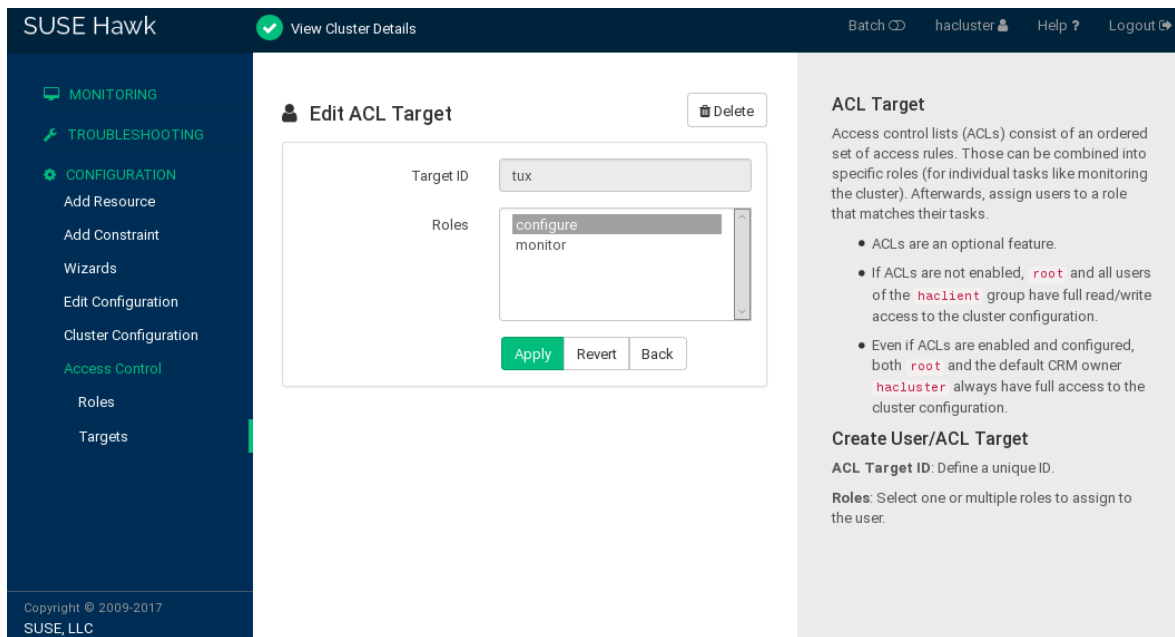 SUSE Hawk
View Cluster Details
Batch
hacluster
Help ?
Logout
MONITORING
TROUBLESHOOTING
CONFIGURATION
Add Resource
Add Constraint
Wizards
Edit Configuration
Cluster Configuration
Access Control
Roles
Targets
Copyright © 2009-2017
SUSE, LLC
Edit ACL Target
Delete
Target ID
tux
Roles
configure
monitor
Apply
Revert
Back
ACL Target
Access control lists (ACLs) consist of an ordered
set of access rules. Those can be combined into
specific roles (for individual tasks like monitoring
the cluster). Afterwards, assign users to a role
that matches their tasks.
● ACLs are an optional feature.
● If ACLs are not enabled, root and all users
of the haclient group have full read/write
access to the cluster configuration.
● Even if ACLs are enabled and configured,
both root and the default CRM owner
hacluster always have full access to the
cluster configuration.
Create User/ACL Target
ACL Target ID: Define a unique ID.
Roles: Select one or multiple roles to assign to
the user.